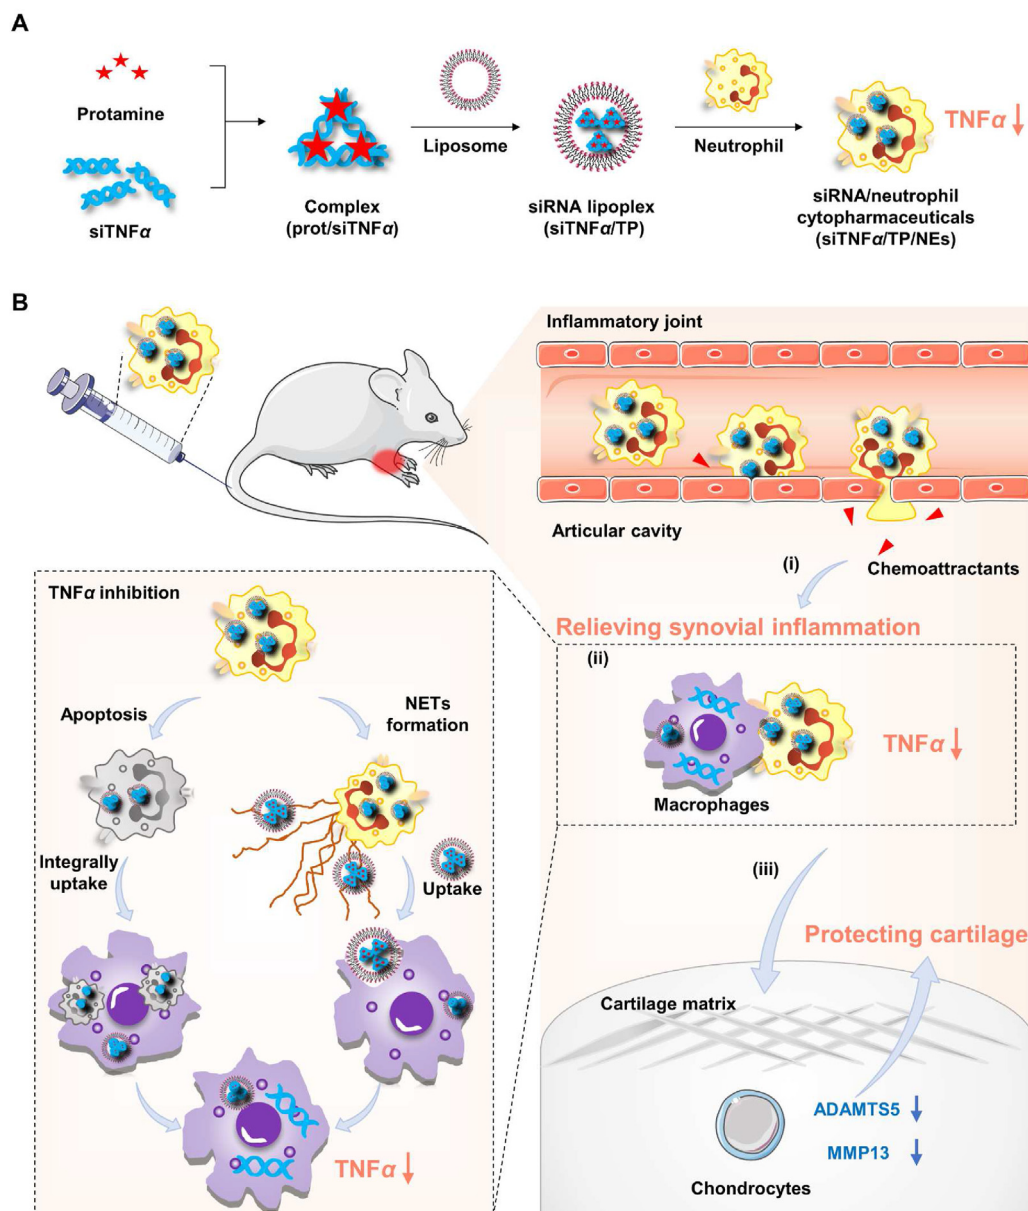 A
Protamine
siTNFα
Complex
(prot/siTNFα)
Liposome
siRNA lipoplex
(siTNFα/TP)
Neutrophil
TNFα
siRNA/neutrophil
cytopharmaceuticals
(siTNFα/TP/NEs)
B
Inflammatory joint
Articular cavity
Chemoattractants
(i)
Relieving synovial inflammation
(ii)
Macrophages
TNFα
(iii)
Protecting cartilage
Cartilage matrix
ADAMTS5
MMP13
Chondrocytes
TNFα inhibition
Apoptosis
NETs
formation
Integrally
uptake
Uptake
TNFα